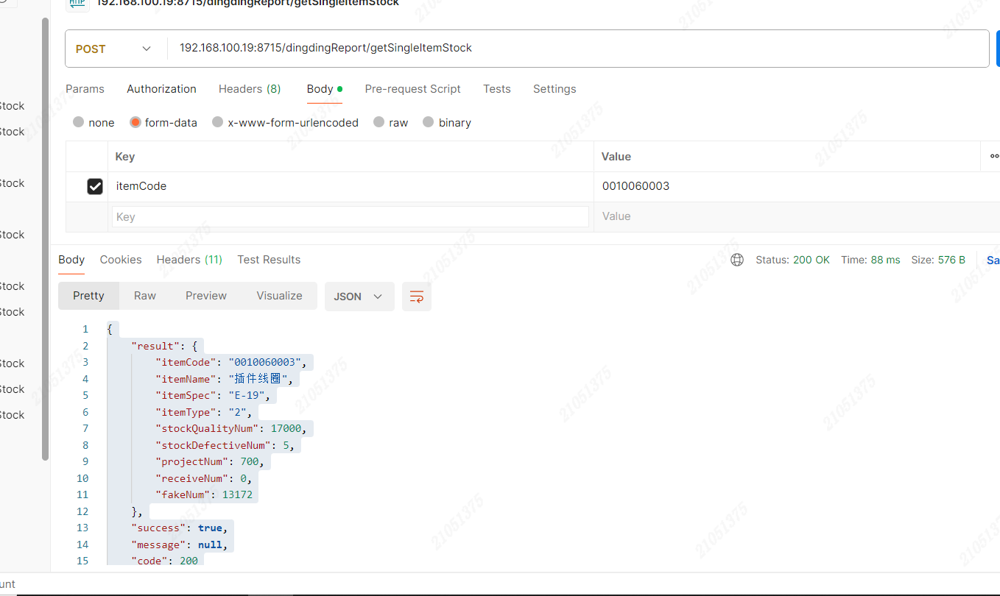 HTTP 192.168.100.19:8715/dingdingReport/getSingleItemStock
POST 192.168.100.19:8715/dingdingReport/getSingleItemStock
Params Authorization Headers (8) Body Pre-request Script Tests Settings
none form-data x-www-form-urlencoded raw binary
Key Value
itemCode 0010060003
Key Value
Stock
Stock
Stock
Stock
Stock
Stock
Stock
Stock
Stock
Body Cookies Headers (11) Test Results Status: 200 OK Time: 88 ms Size: 576 B Sa
Pretty Raw Preview Visualize JSON
1 {
2 "result": {
3 "itemCode": "0010060003",
4 "itemName": "插件线圈",
5 "itemSpec": "E-19",
6 "itemType": "2",
7 "stockQualityNum": 17000,
8 "stockDefectiveNum": 5,
9 "projectNum": 700,
10 "receiveNum": 0,
11 "fakeNum": 13172
12 },
13 "success": true,
14 "message": null,
15 "code": 200
unt
21051375